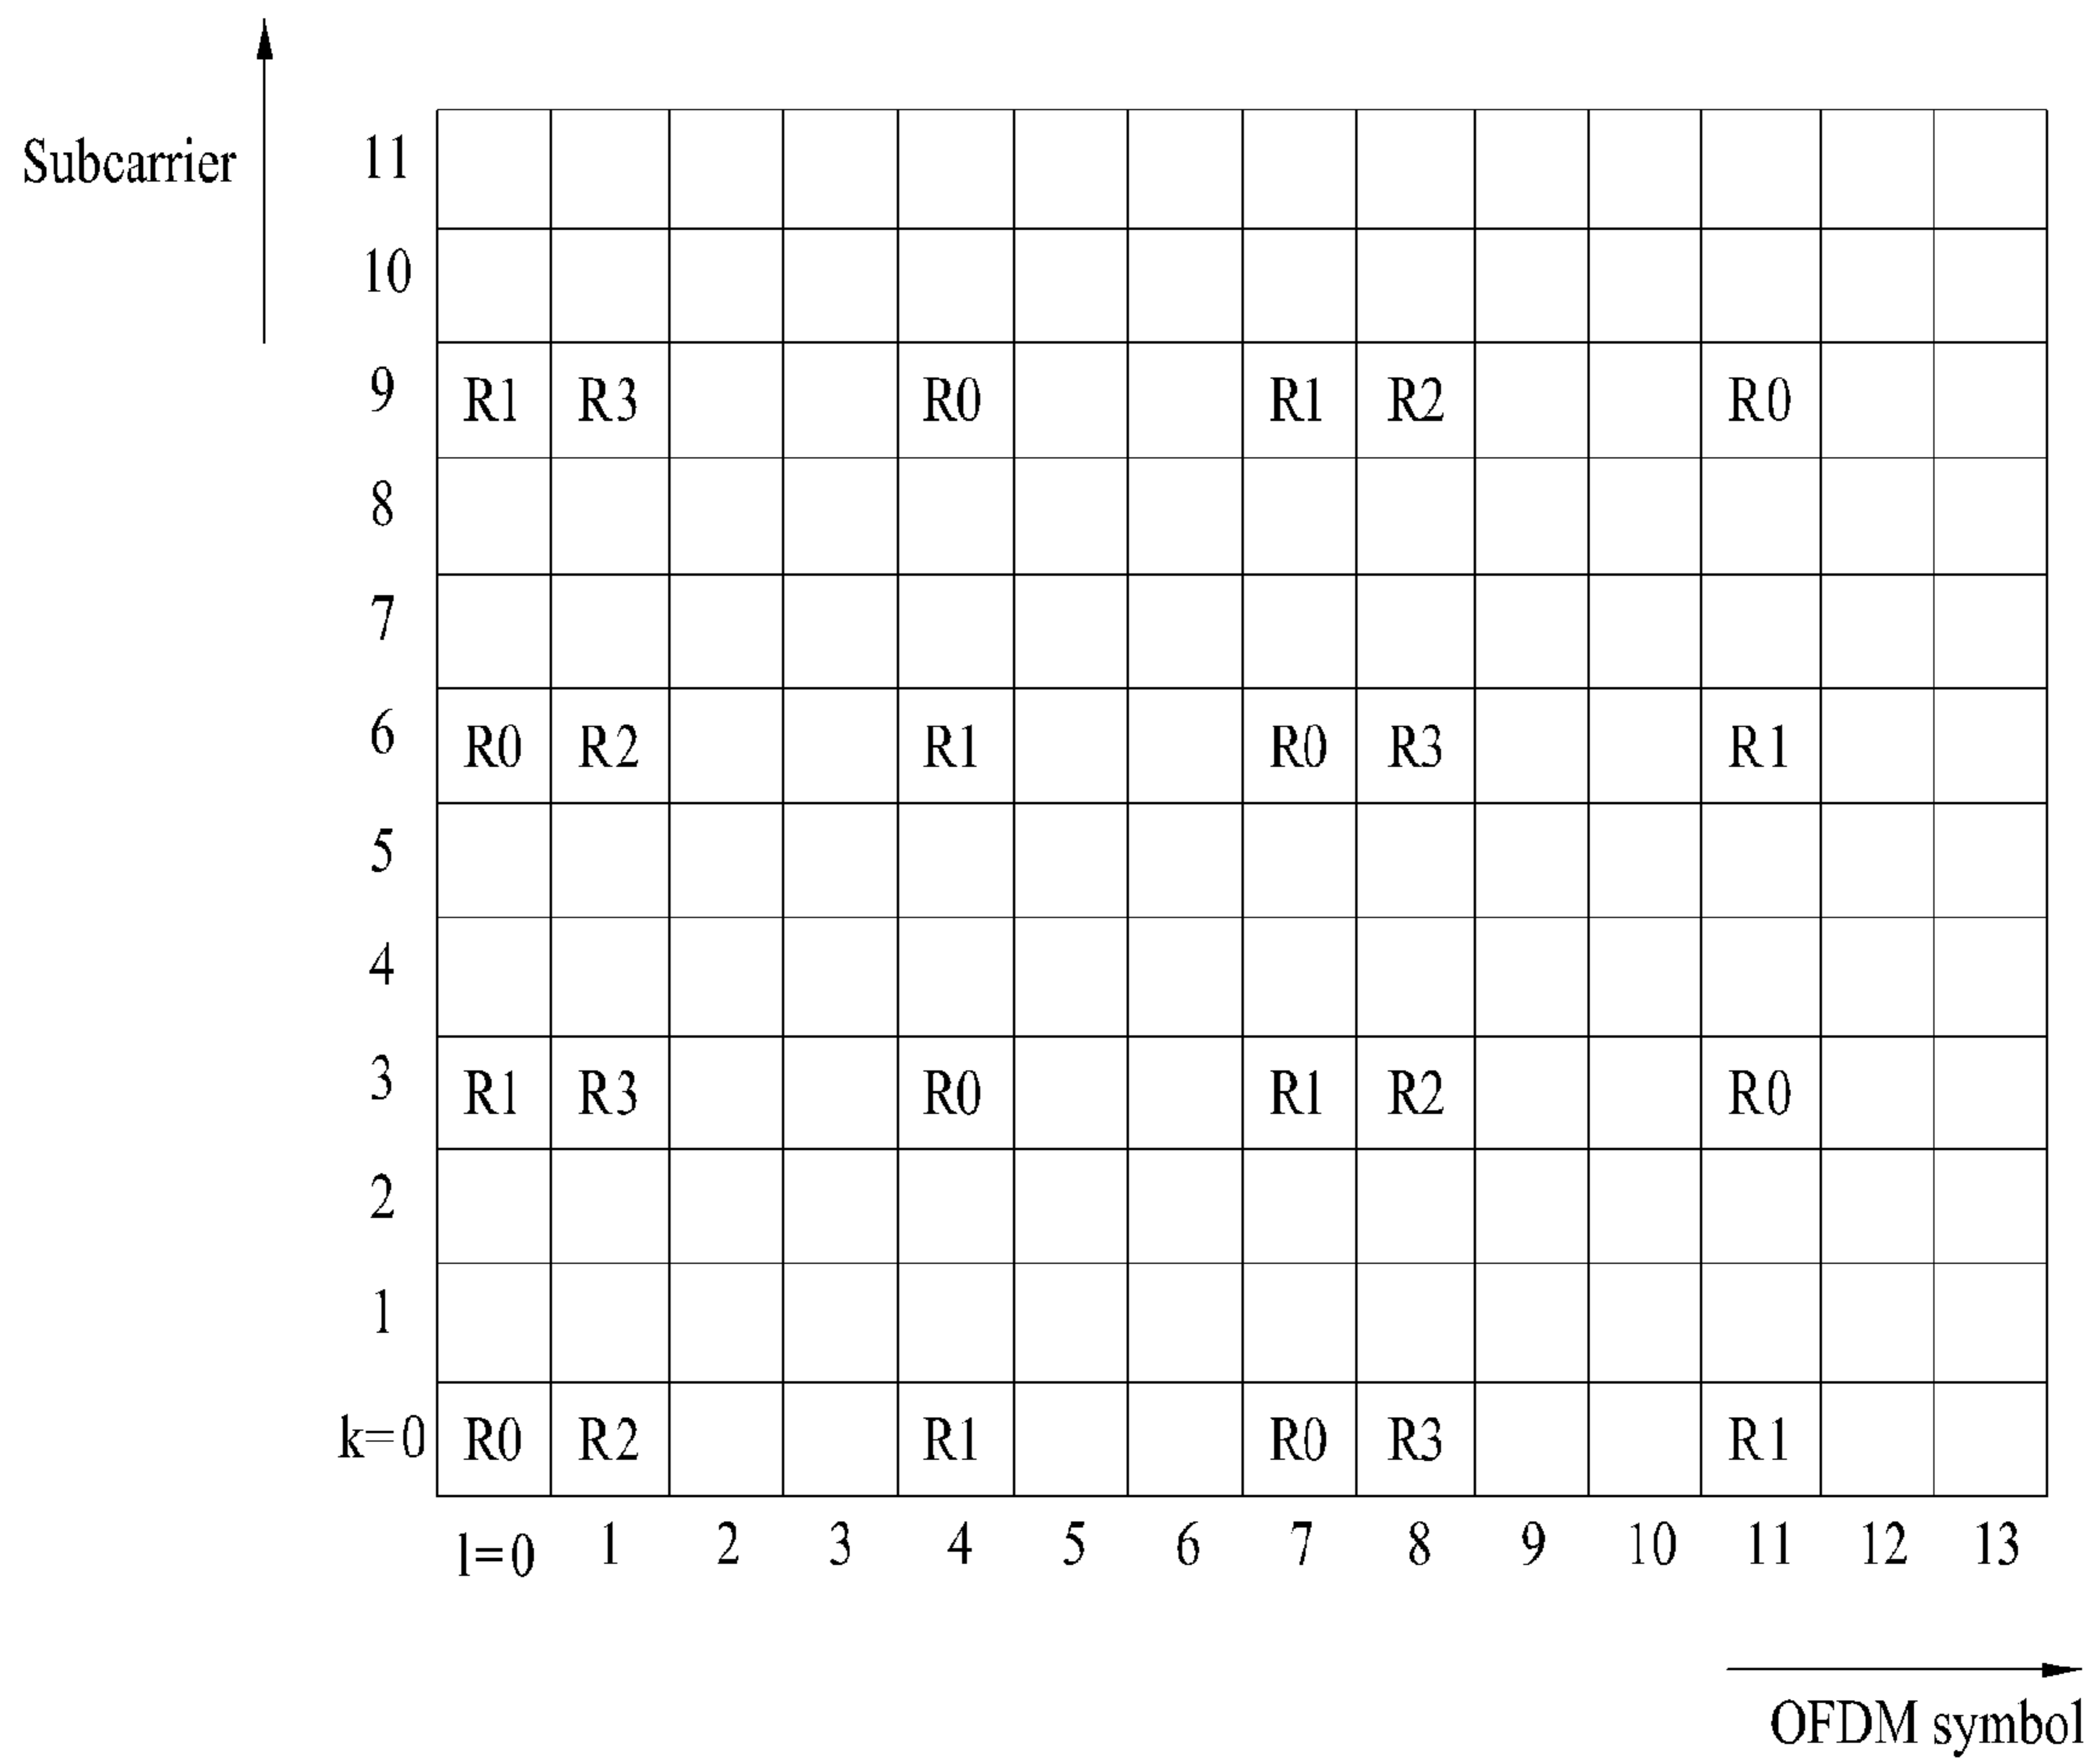 Subcarrier
11
10
9 R1 R3 R0 R1 R2 R0
8
7
6 R0 R2 R1 R0 R3 R1
5
4
3 R1 R3 R0 R1 R2 R0
2
1
k=0 R0 R2 R1 R0 R3 R1
l=0 1 2 3 4 5 6 7 8 9 10 11 12 13
OFDM symbol